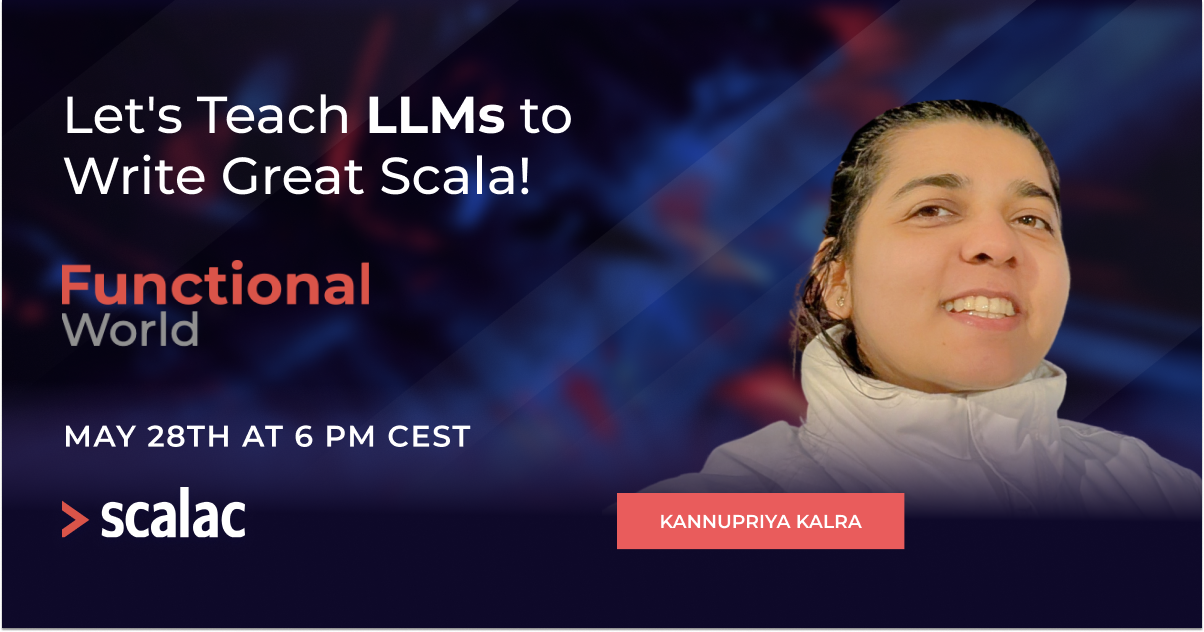 Let's Teach LLMs to
Write Great Scala!
Functional
World
MAY 28TH AT 6 PM CEST
scalac
KANNUPRIYA KALRA